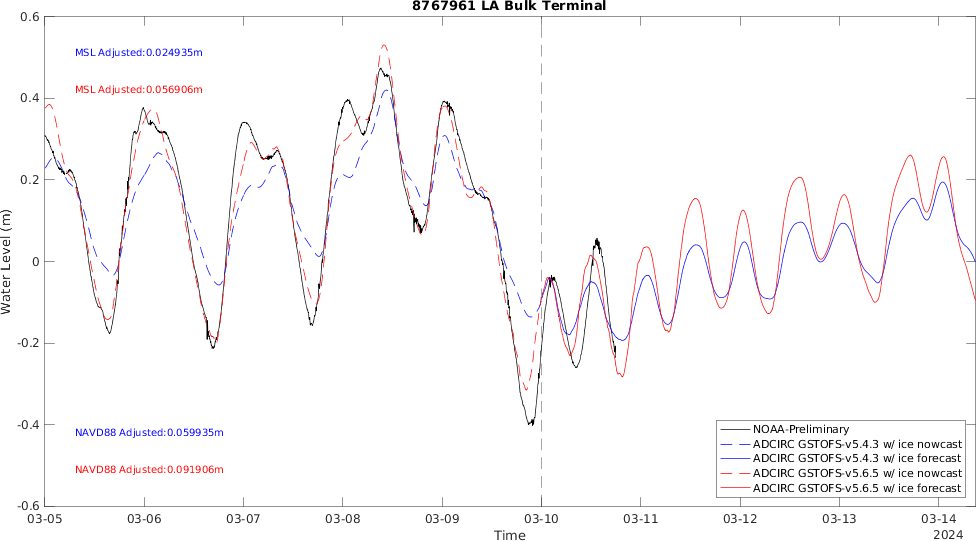 8767961 LA Bulk Terminal
0.6
MSL Adjusted:0.024935m
MSL Adjusted:0.056906m
0.4
0.2
0
-0.2
-0.4
-0.6
Water Level (m)
NAVD88 Adjusted:0.059935m
NAVD88 Adjusted:0.091906m
NOAA-Preliminary
ADCIRC GSTOFS-v5.4.3 w/ ice nowcast
ADCIRC GSTOFS-v5.4.3 w/ ice forecast
ADCIRC GSTOFS-v5.6.5 w/ ice nowcast
ADCIRC GSTOFS-v5.6.5 w/ ice forecast
03-05 03-06 03-07 03-08 03-09 03-10 03-11 03-12 03-13 03-14
Time
2024